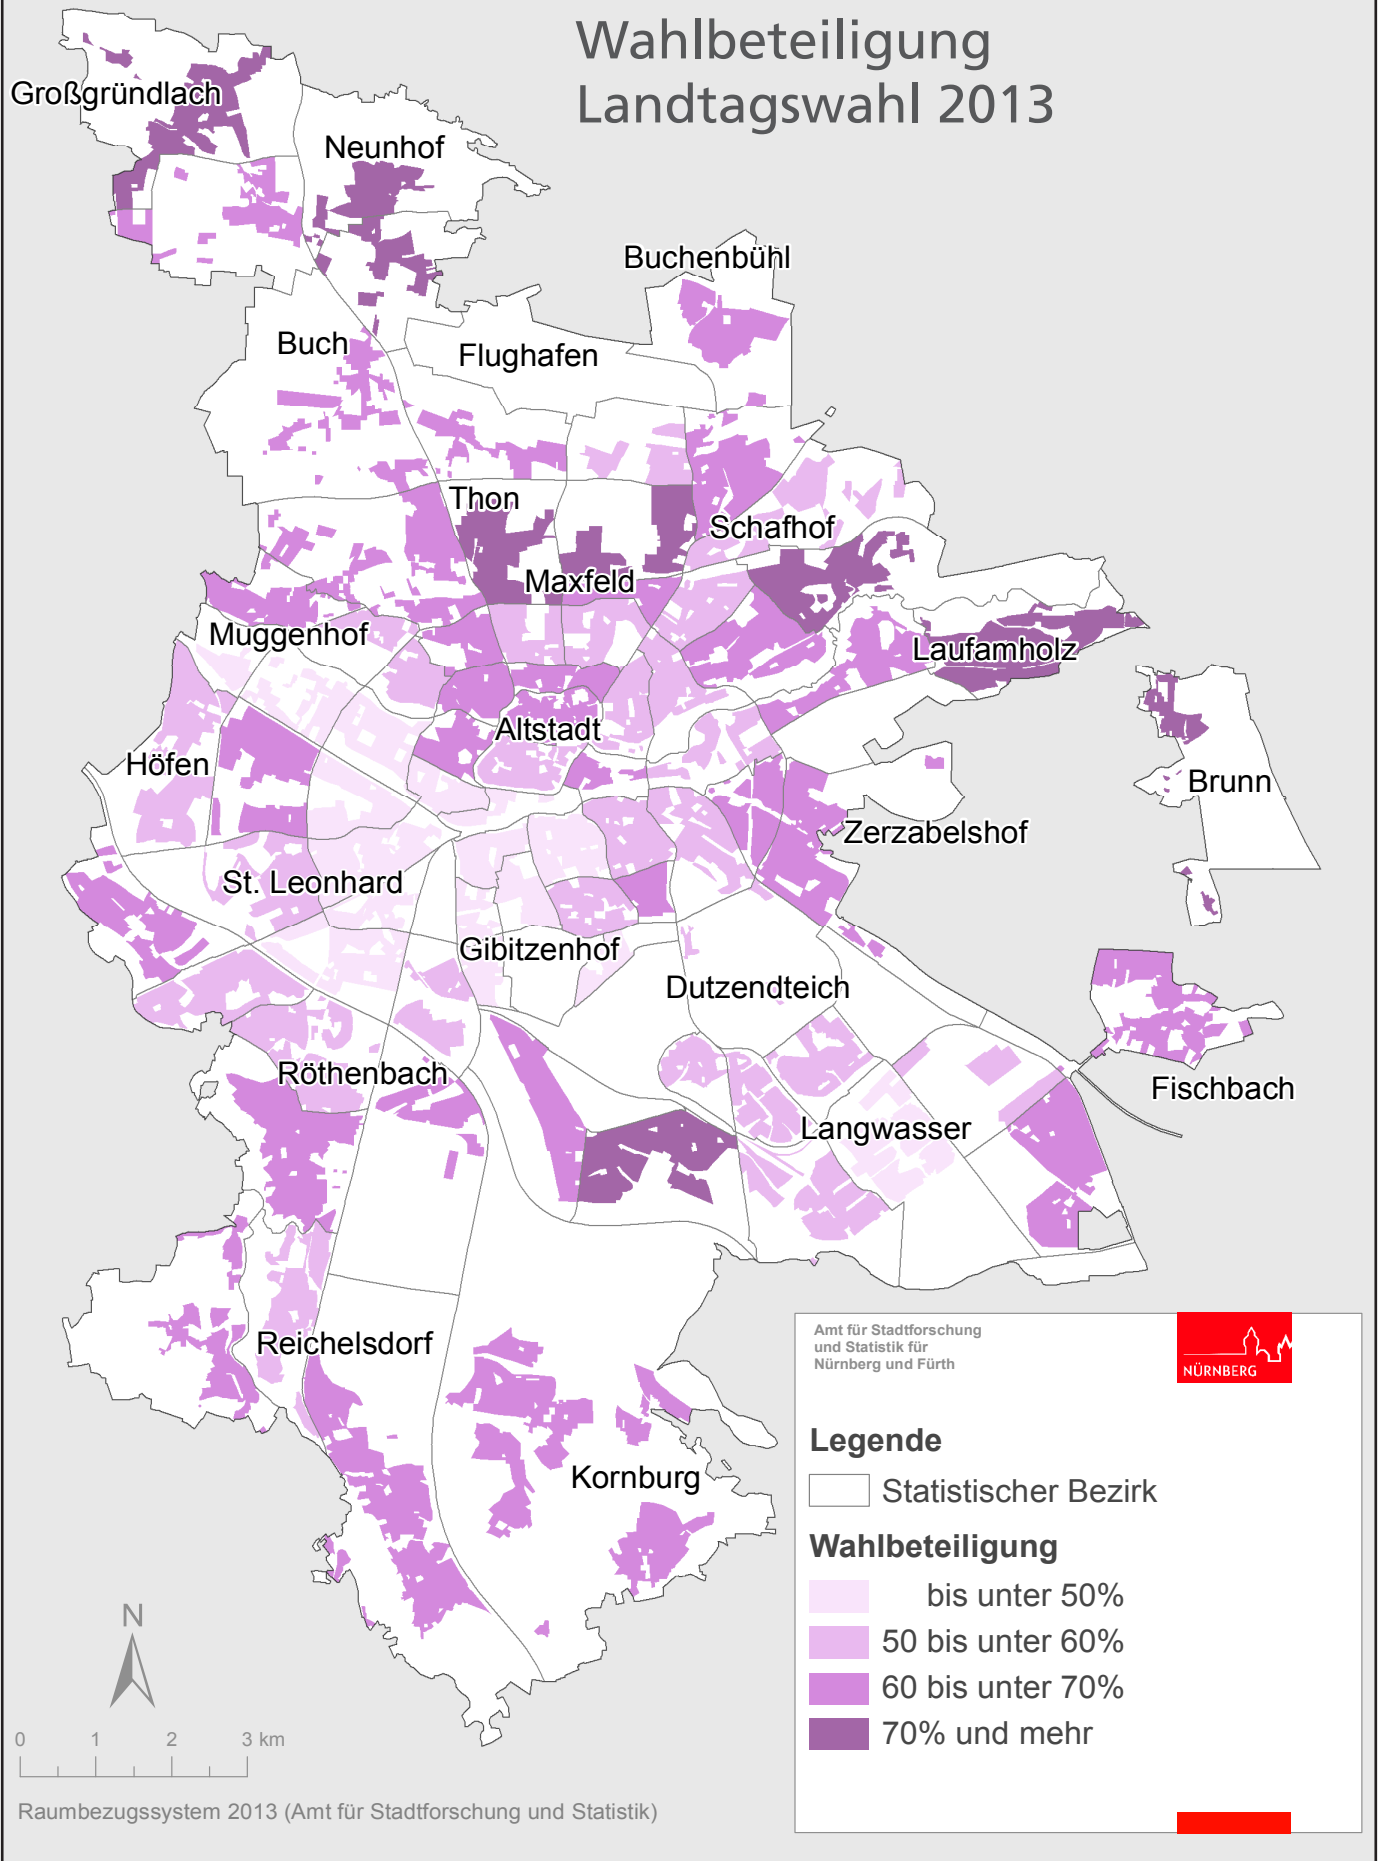 Wahlbeteiligung
Landtagswahl 2013
Großgründlach
Neunhof
Buchenbühl
Buch
Flughafen
Thon
Schafhof
Maxfeld
Muggenhof
Laufamholz
Altstadt
Höfen
Brunn
Zerzabelshof
St. Leonhard
Gibitzenhof
Dutzendteich
Röthenbach
Fischbach
Langwasser
Reichelsdorf
Kornburg
Amt für Stadtforschung
und Statistik für
Nürnberg und Fürth
NÜRNBERG
Legende
Statistischer Bezirk
Wahlbeteiligung
bis unter 50%
50 bis unter 60%
60 bis unter 70%
70% und mehr
N
0 1 2 3 km
Raumbezugssystem 2013 (Amt für Stadtforschung und Statistik)